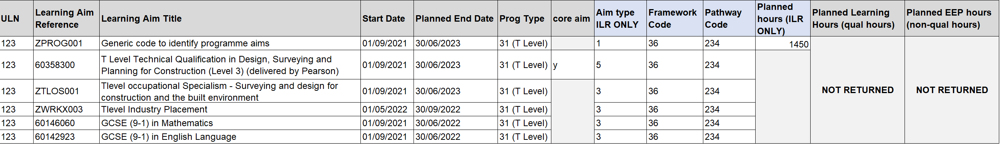 ULN Learning Aim Reference Learning Aim Title Start Date Planned End Date Prog Type core aim Aim type ILR ONLY Framework Code Pathway Code Planned hours (ILR ONLY) Planned Learning Hours (qual hours) Planned EEP hours (non-qual hours)
123 ZPROG001 Generic code to identify programme aims 01/09/2021 30/06/2023 31 (T Level) 1 36 234 1450
123 60358300 T Level Technical Qualification in Design, Surveying and Planning for Construction (Level 3) (delivered by Pearson) 01/09/2021 30/06/2023 31 (T Level) y 5 36 234
123 ZTLOS001 Tlevel occupational Specialism - Surveying and design for construction and the built environment 01/09/2021 30/06/2023 31 (T Level) 3 36 234 NOT RETURNED NOT RETURNED
123 ZWRKX003 Tlevel Industry Placement 01/05/2022 30/09/2022 31 (T Level) 3 36 234
123 60146060 GCSE (9-1) in Mathematics 01/09/2021 30/06/2022 31 (T Level) 3 36 234
123 60142923 GCSE (9-1) in English Language 01/09/2021 30/06/2022 31 (T Level) 3 36 234